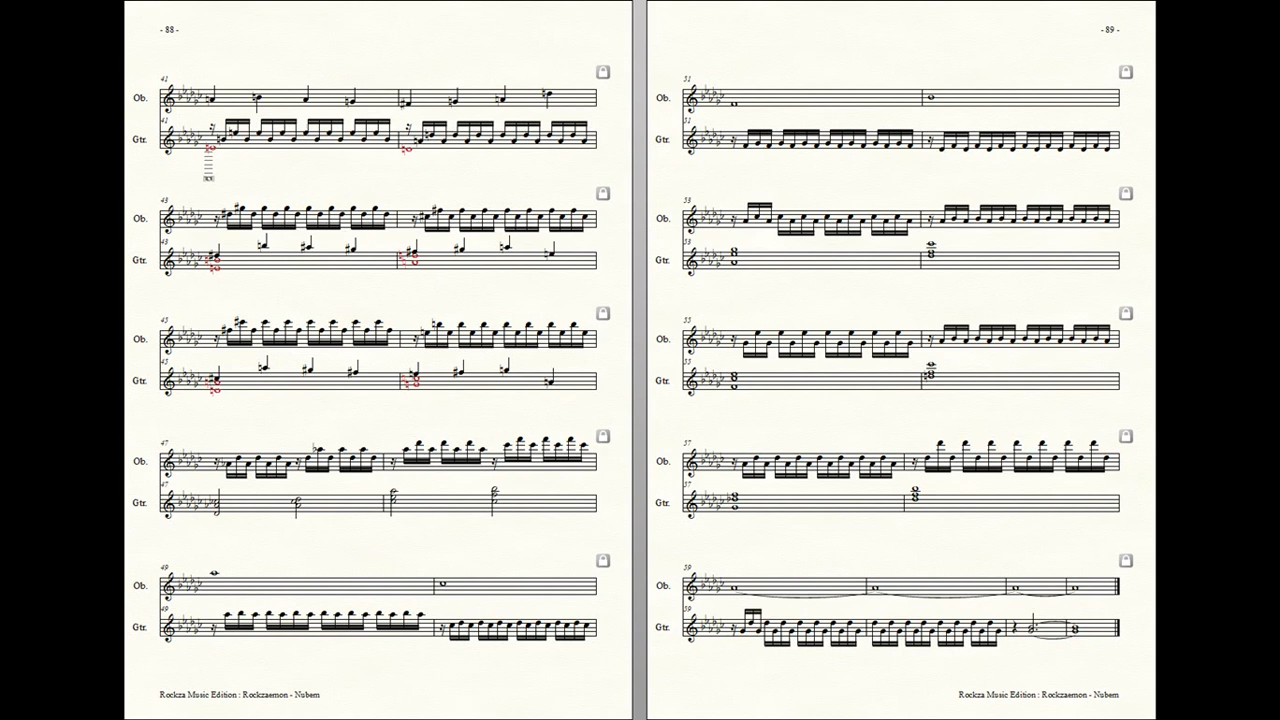 - 88 -
41
Ob.
41
Gtr.
43
Ob.
43
Gtr.
45
Ob.
45
Gtr.
47
Ob.
47
Gtr.
49
Ob.
49
Gtr.
Rockza Music Edition : Rockzaemon - Nubem
- 89 -
51
Ob.
51
Gtr.
53
Ob.
53
Gtr.
55
Ob.
55
Gtr.
57
Ob.
57
Gtr.
59
Ob.
59
Gtr.
Rockza Music Edition : Rockzaemon - Nubem